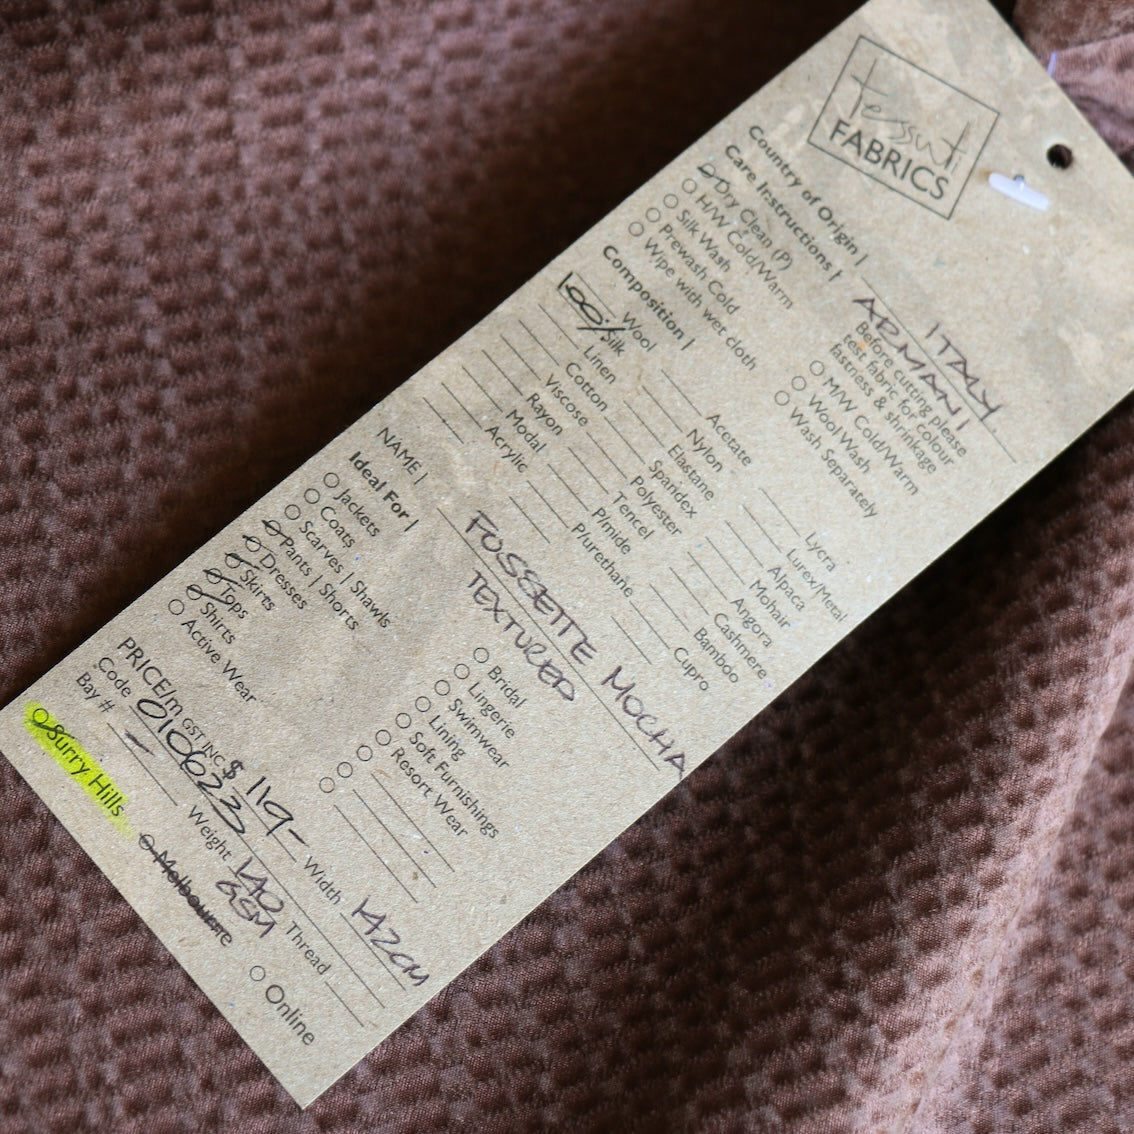 tessuti
FABRICS
Country of Origin | ITALY
ARMANI
Care Instructions | Before cutting please
test fabric for colour
fastness & shrinkage
Dry Clean (P)
H/W Cold/Warm
Silk Wash
Prewash Cold
Wipe with wet cloth
M/W Cold/Warm
Wool Wash
Wash Separately
Composition |
Wool
100% Silk
Linen
Cotton
Viscose
Rayon
Modal
Acrylic
Acetate
Nylon
Elastane
Spandex
Polyester
Tencel
P/mide
P/urethane
Lycra
Lurex/Metal
Alpaca
Mohair
Angora
Cashmere
Bamboo
Cupro
NAME | FOSSETTE MOCHA
TEXTURED
Ideal For |
Jackets
Coats
Scarves | Shawls
Pants | Shorts
Dresses
Skirts
Tops
Shirts
Active Wear
Bridal
Lingerie
Swimwear
Lining
Soft Furnishings
Resort Wear
PRICE/m GST INC. $ 119- Width 142CM
Code 010623 Thread
Bay # - Weight 140
GSM
Surry Hills Melbourne Online